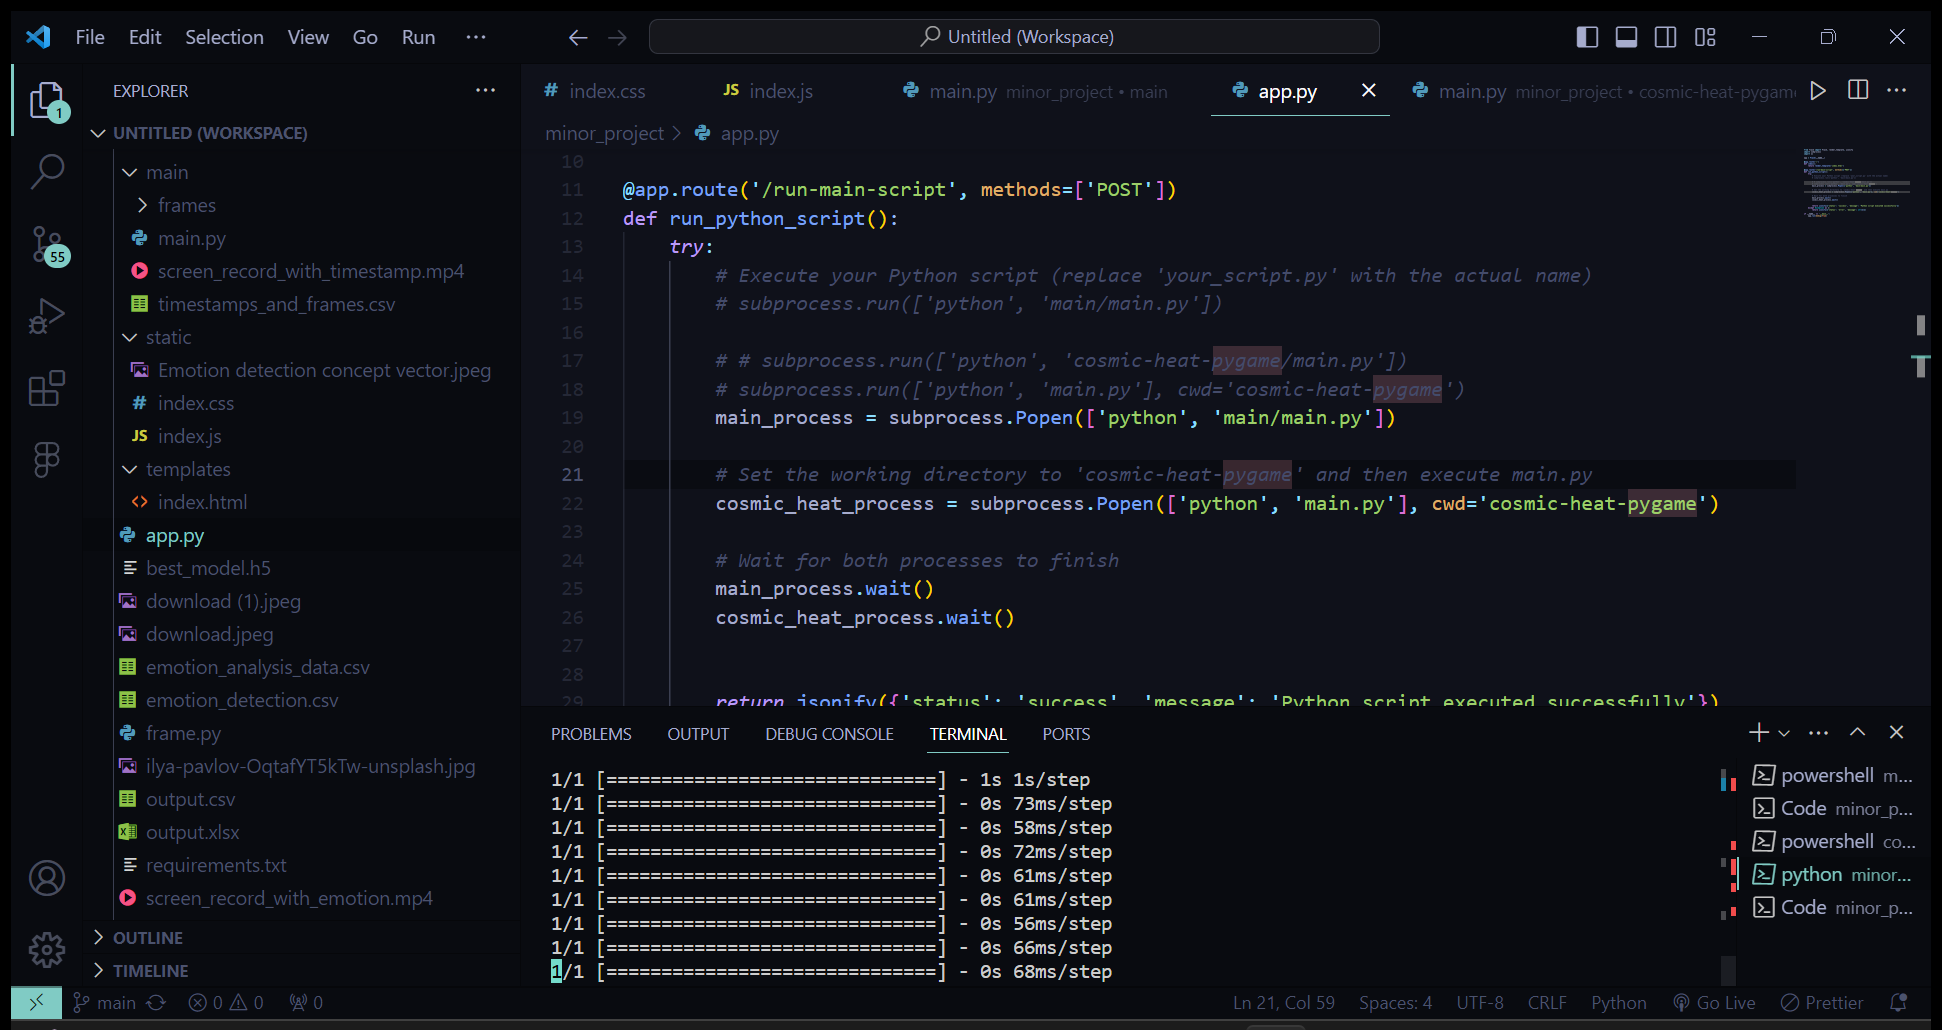 File Edit Selection View Go Run ···
Untitled (Workspace)
EXPLORER
UNTITLED (WORKSPACE)
main
frames
main.py
screen_record_with_timestamp.mp4
timestamps_and_frames.csv
static
Emotion detection concept vector.jpeg
# index.css
JS index.js
templates
<> index.html
app.py
best_model.h5
download (1).jpeg
download.jpeg
emotion_analysis_data.csv
emotion_detection.csv
frame.py
ilya-pavlov-OqtafYT5kTw-unsplash.jpg
output.csv
output.xlsx
requirements.txt
screen_record_with_emotion.mp4
OUTLINE
TIMELINE
1
55
# index.css JS index.js main.py minor_project • main app.py main.py minor_project • cosmic-heat-pygame
minor_project > app.py
10
11 @app.route('/run-main-script', methods=['POST'])
12 def run_python_script():
13 try:
14 # Execute your Python script (replace 'your_script.py' with the actual name)
15 # subprocess.run(['python', 'main/main.py'])
16
17 # # subprocess.run(['python', 'cosmic-heat-pygame/main.py'])
18 # subprocess.run(['python', 'main.py'], cwd='cosmic-heat-pygame')
19 main_process = subprocess.Popen(['python', 'main/main.py'])
20
21 # Set the working directory to 'cosmic-heat-pygame' and then execute main.py
22 cosmic_heat_process = subprocess.Popen(['python', 'main.py'], cwd='cosmic-heat-pygame')
23
24 # Wait for both processes to finish
25 main_process.wait()
26 cosmic_heat_process.wait()
27
28
29 return jsonify({'status': 'success', 'message': 'Python script executed successfully'})
PROBLEMS OUTPUT DEBUG CONSOLE TERMINAL PORTS
1/1 [==============================] - 1s 1s/step
1/1 [==============================] - 0s 73ms/step
1/1 [==============================] - 0s 58ms/step
1/1 [==============================] - 0s 72ms/step
1/1 [==============================] - 0s 61ms/step
1/1 [==============================] - 0s 61ms/step
1/1 [==============================] - 0s 56ms/step
1/1 [==============================] - 0s 66ms/step
1/1 [==============================] - 0s 68ms/step
powershell m...
Code minor_p...
powershell co...
python minor...
Code minor_p...
main 0 0 0 Ln 21, Col 59 Spaces: 4 UTF-8 CRLF Python Go Live Prettier